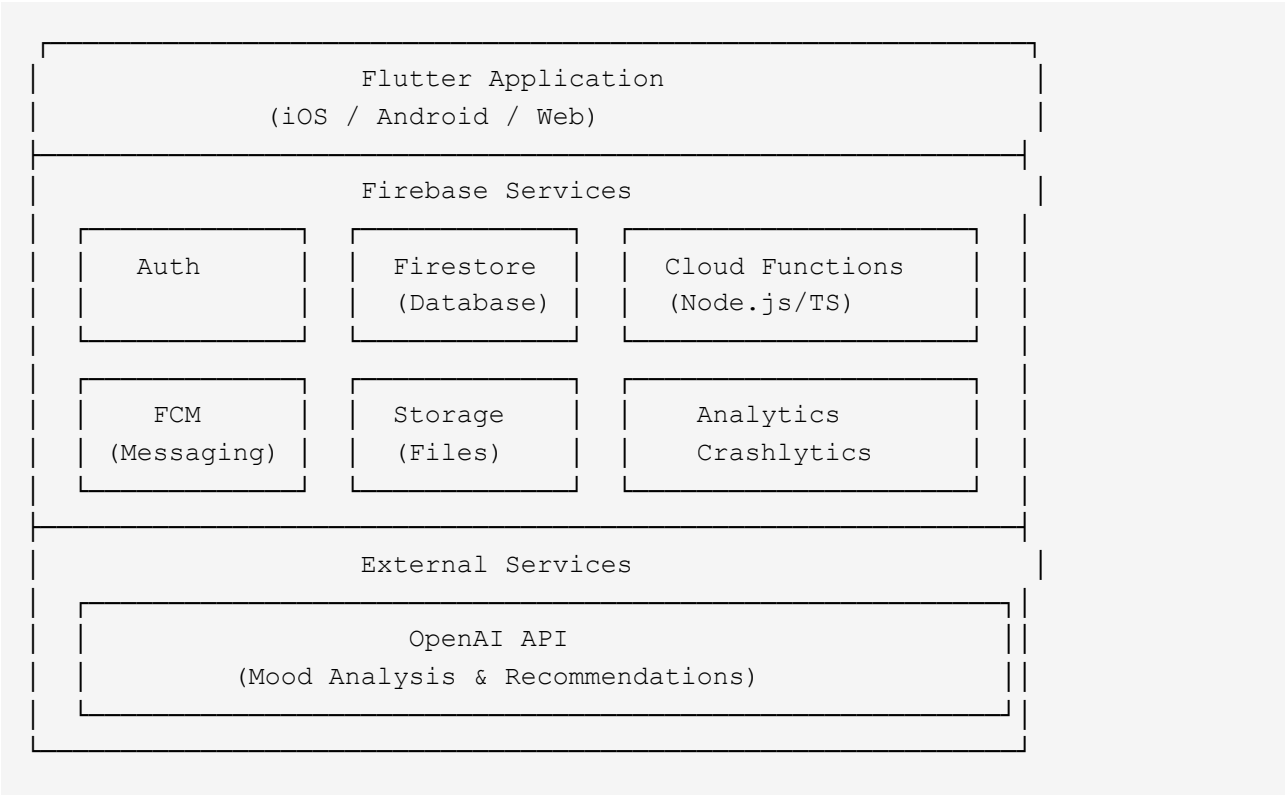 Flutter Application
(iOS / Android / Web)
Firebase Services
Auth Firestore Cloud Functions
(Database) (Node.js/TS)
FCM Storage Analytics
(Messaging) (Files) Crashlytics
External Services
OpenAI API
(Mood Analysis & Recommendations)